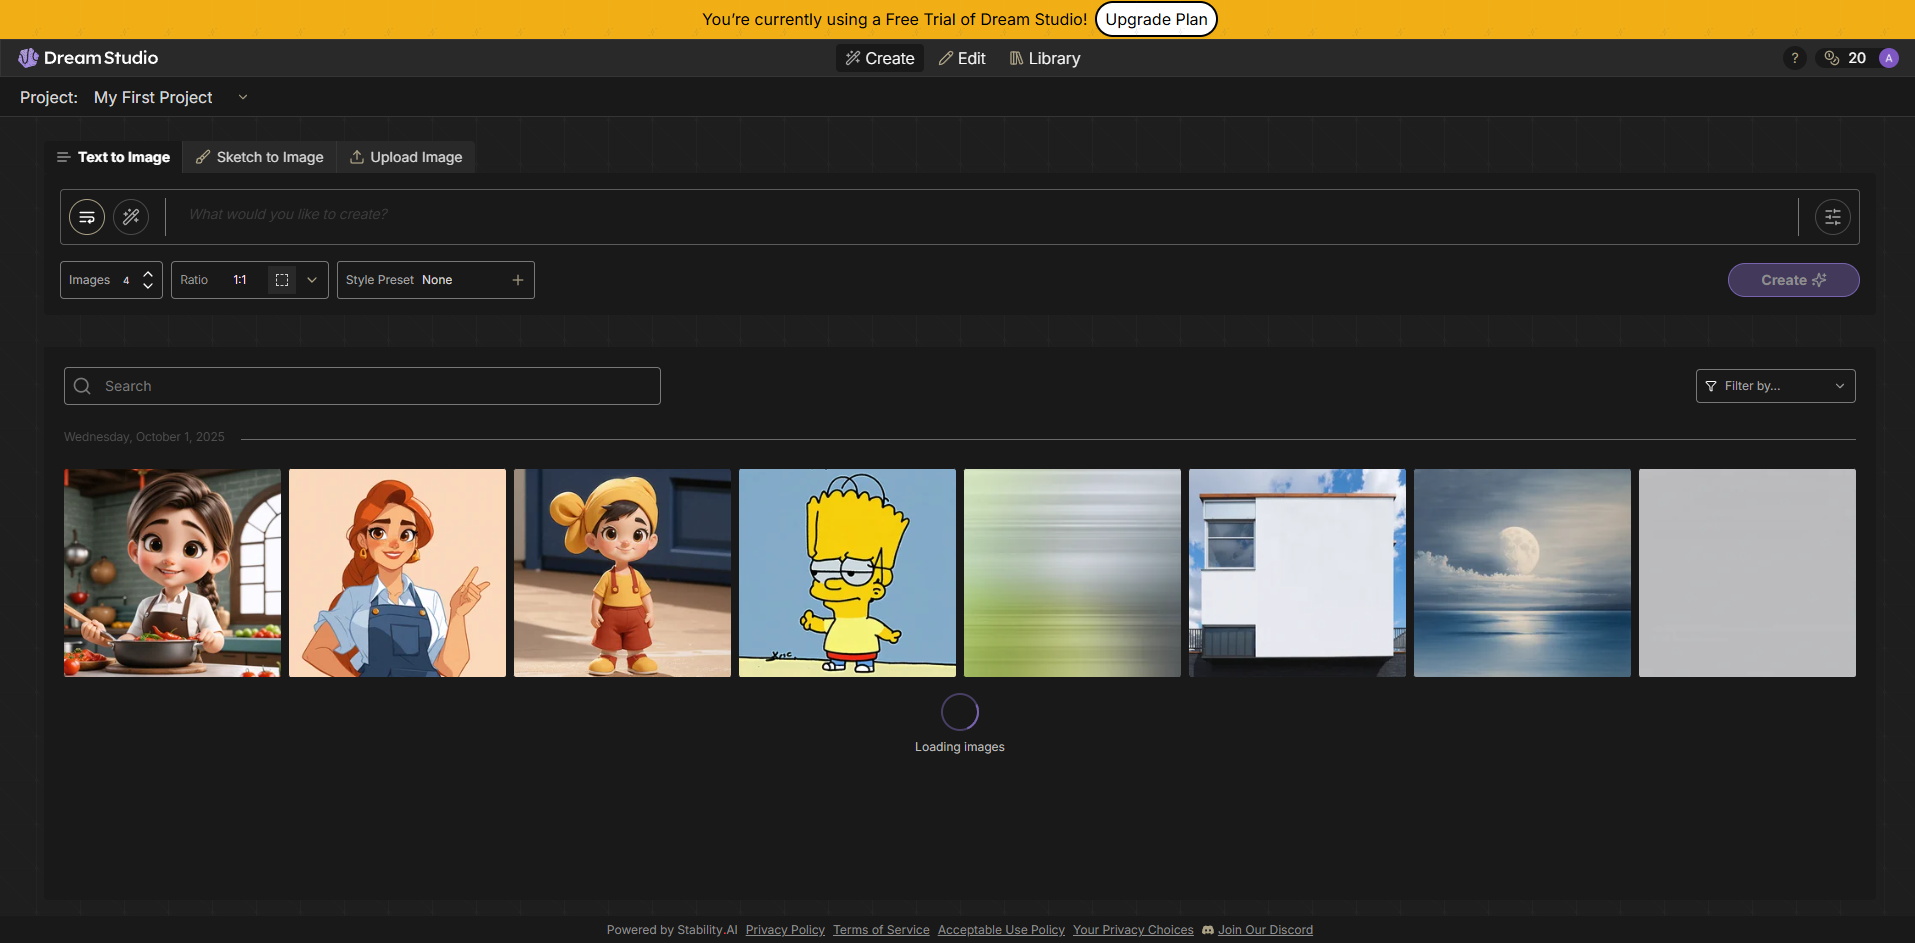 You're currently using a Free Trial of Dream Studio! Upgrade Plan
DreamStudio
Create Edit Library
? 20 A
Project: My First Project
Text to Image Sketch to Image Upload Image
What would you like to create?
Images 4 Ratio 1:1 Style Preset None
Create
Search
Filter by...
Wednesday, October 1, 2025
Loading images
Powered by Stability.AI Privacy Policy Terms of Service Acceptable Use Policy Your Privacy Choices Join Our Discord